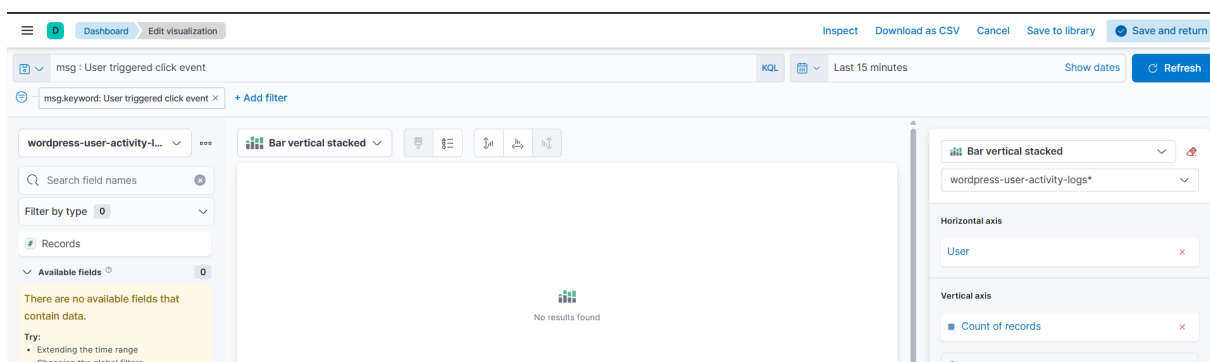 D Dashboard Edit visualization Inspect Download as CSV Cancel Save to library Save and return
msg : User triggered click event KQL Last 15 minutes Show dates Refresh
msg.keyword: User triggered click event × + Add filter
wordpress-user-activity-l... Bar vertical stacked
Bar vertical stacked
Search field names
wordpress-user-activity-logs*
Filter by type 0
Horizontal axis
# Records
User
Available fields 0
There are no available fields that
contain data.
No results found
Vertical axis
Try:
Count of records
• Extending the time range